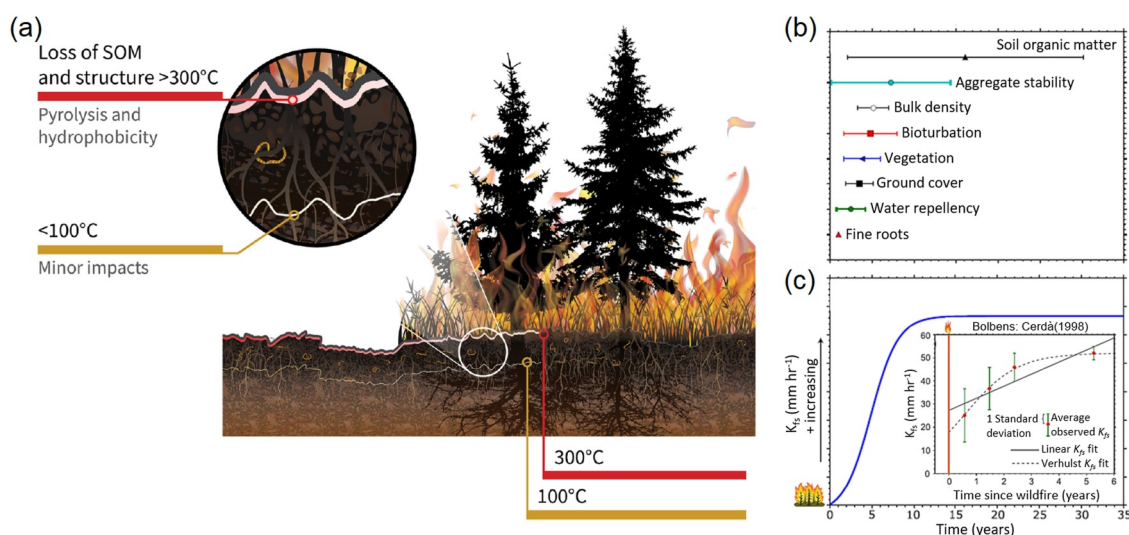 (a)
Loss of SOM
and structure >300°C
Pyrolysis and
hydrophobicity
<100°C
Minor impacts
300°C
100°C
(b)
Soil organic matter
Aggregate stability
Bulk density
Bioturbation
Vegetation
Ground cover
Water repellency
Fine roots
(c)
Kfs (mm hr-1)
+ increasing
Bolbens: Cerdà(1998)
60
50
40
30
20
10
0
Kfs (mm hr-1)
1 Standard
deviation
Average
observed Kfs
Linear Kfs fit
Verhulst Kfs fit
0 1 2 3 4 5 6
Time since wildfire (years)
0 5 10 15 20 25 30 35
Time (years)